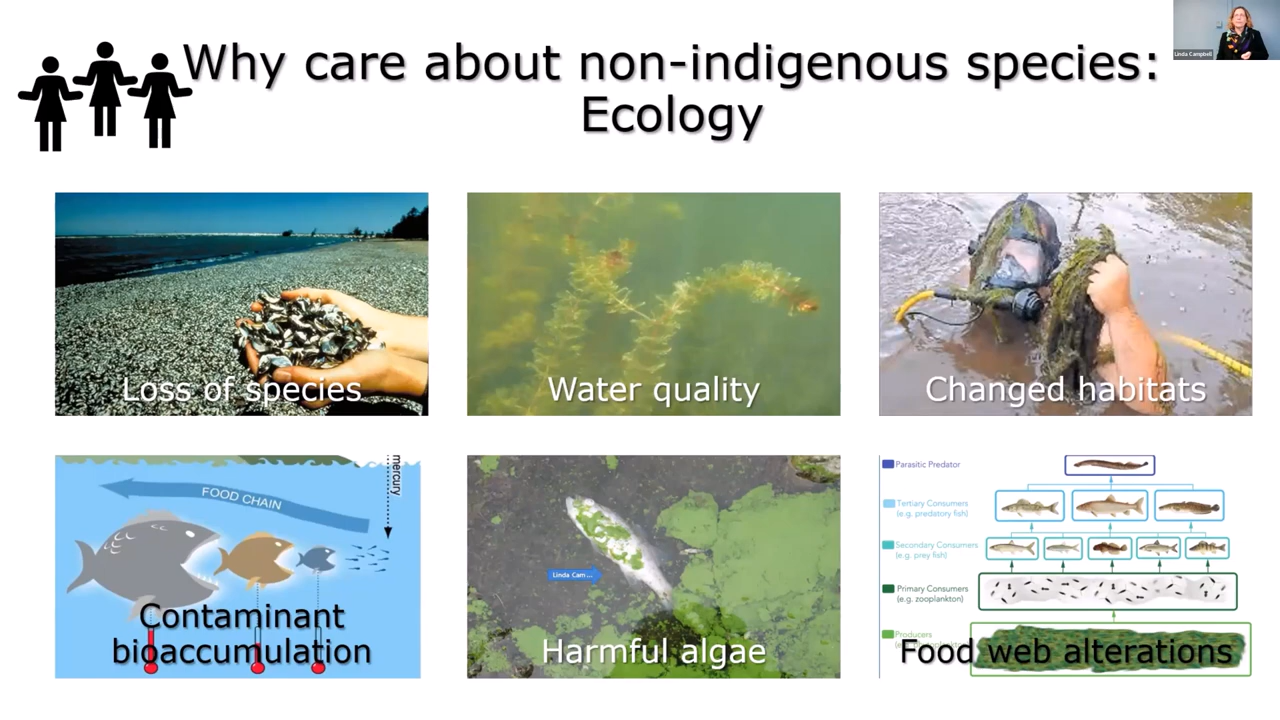 Linda Campbell
Why care about non-indigenous species:
Ecology
Loss of species
Water quality
Changed habitats
mercury
FOOD CHAIN
Contaminant
bioaccumulation
Linda Cam...
Harmful algae
Parasitic Predator
Tertiary Consumers
(e.g. predatory fish)
Secondary Consumers
(e.g. prey fish)
Primary Consumers
(e.g. zooplankton)
Producers
Food web alterations